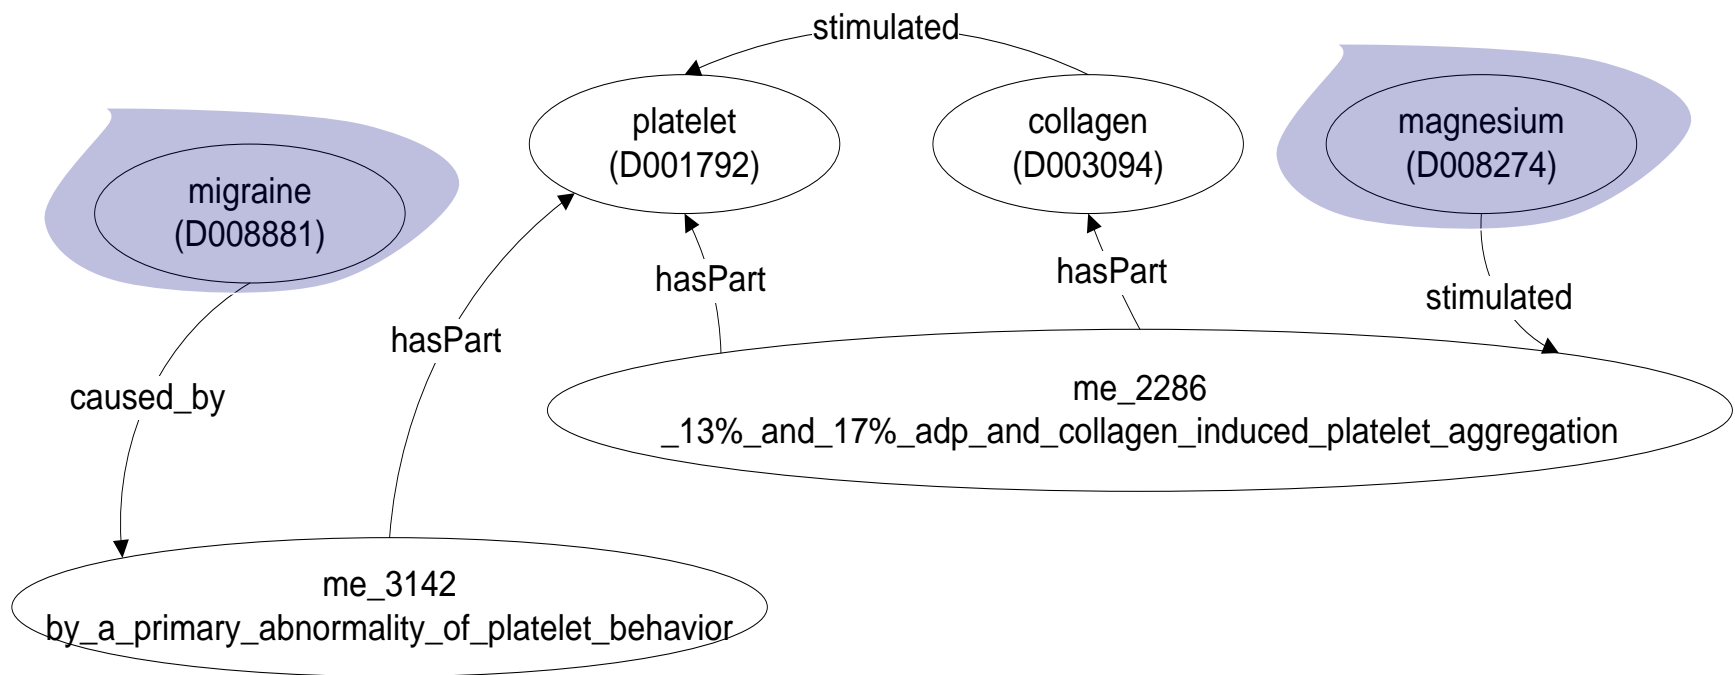 stimulated
platelet
(D001792)
collagen
(D003094)
magnesium
(D008274)
migraine
(D008881)
hasPart
hasPart
stimulated
hasPart
caused_by
me_2286
_13%_and_17%_adp_and_collagen_induced_platelet_aggregation
me_3142
by_a_primary_abnormality_of_platelet_behavior